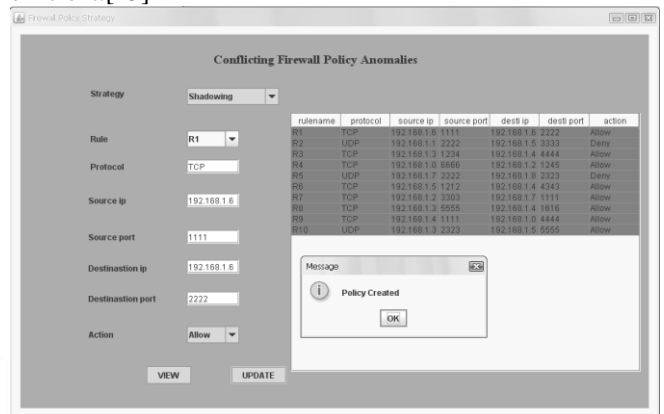 Firewall Policy Strategy
Conflicting Firewall Policy Anomalies
Strategy Shadowing
Rule R1
Protocol TCP
Source ip 192.168.1.6
Source port 1111
Destinastion ip 192.168.1.6
Destinastion port 2222
Action Allow
VIEW UPDATE
rulename protocol source ip source port desti ip desti port action
R1 TCP 192.168.1.6 1111 192.168.1.6 2222 Allow
R2 UDP 192.168.1.1 2222 192.168.1.5 3333 Deny
R3 TCP 192.168.1.3 1234 192.168.1.4 4444 Allow
R4 TCP 192.168.1.0 6666 192.168.1.2 1245 Allow
R5 UDP 192.168.1.7 2222 192.168.1.8 2323 Deny
R6 TCP 192.168.1.5 1212 192.168.1.4 4343 Allow
R7 TCP 192.168.1.2 3303 192.168.1.7 1111 Allow
R8 TCP 192.168.1.3 5555 192.168.1.4 1616 Allow
R9 TCP 192.168.1.4 1111 192.168.1.0 4444 Allow
R10 UDP 192.168.1.3 2323 192.168.1.5 5555 Allow
Message
Policy Created
OK